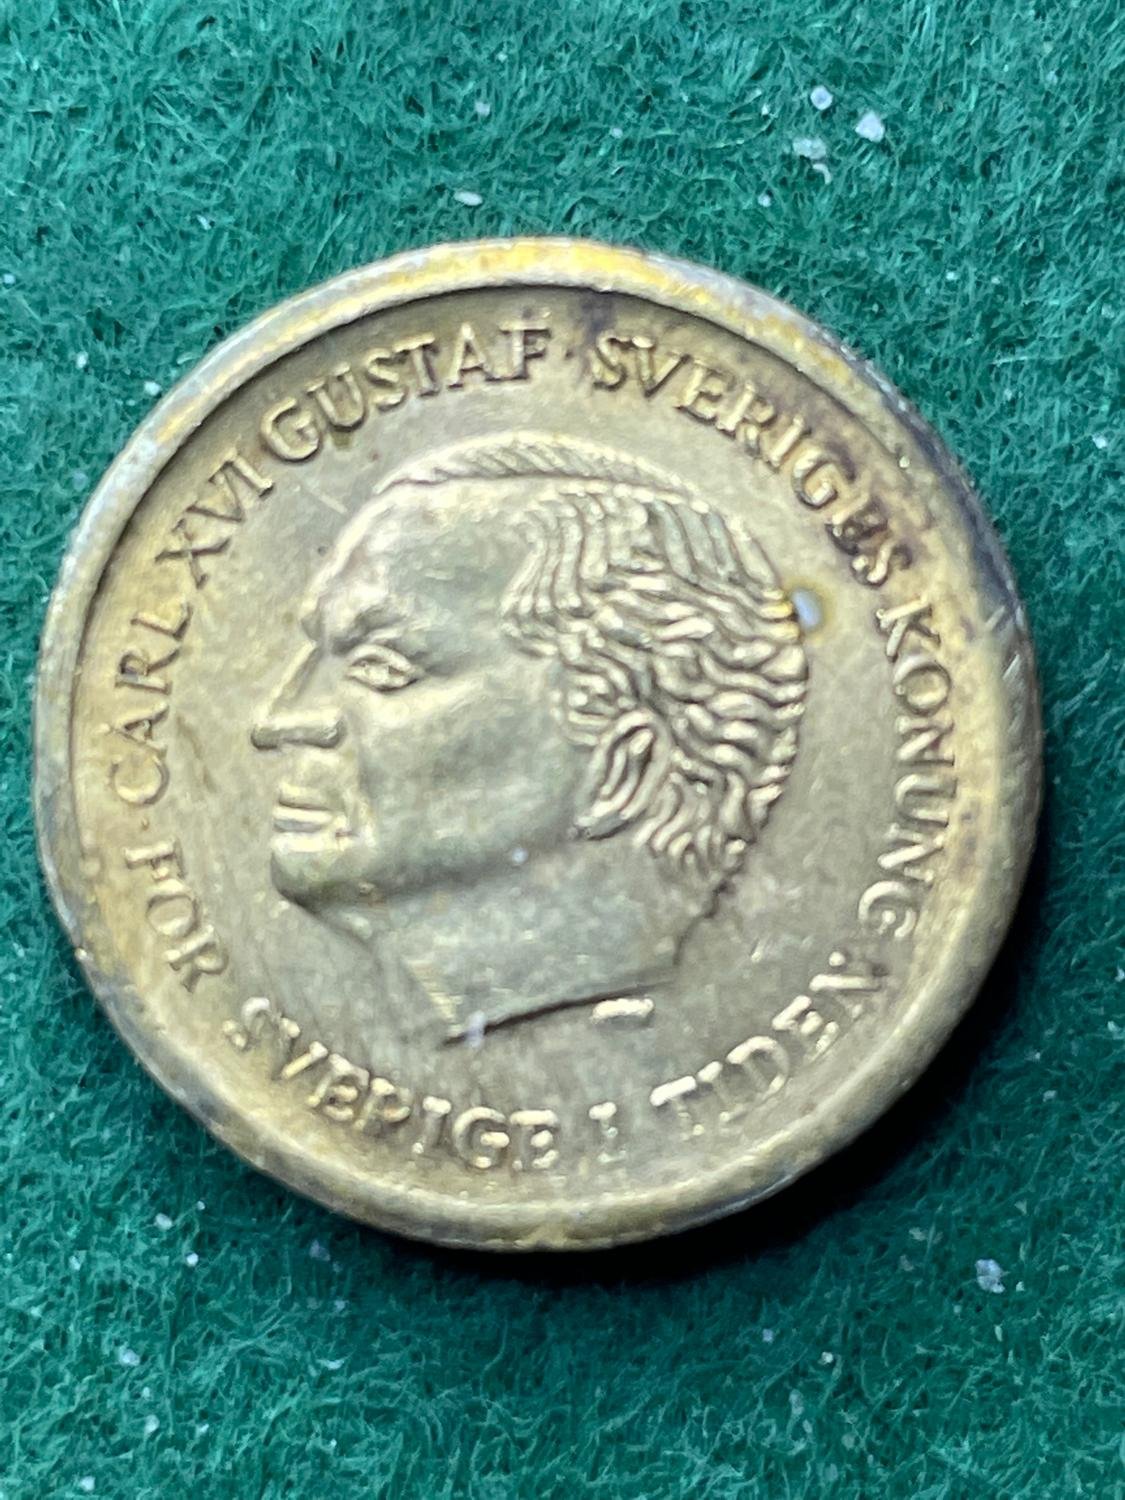 CARL XVI GUSTAF SVERIGES KONUNG
FÖR SVERIGE I TIDEN